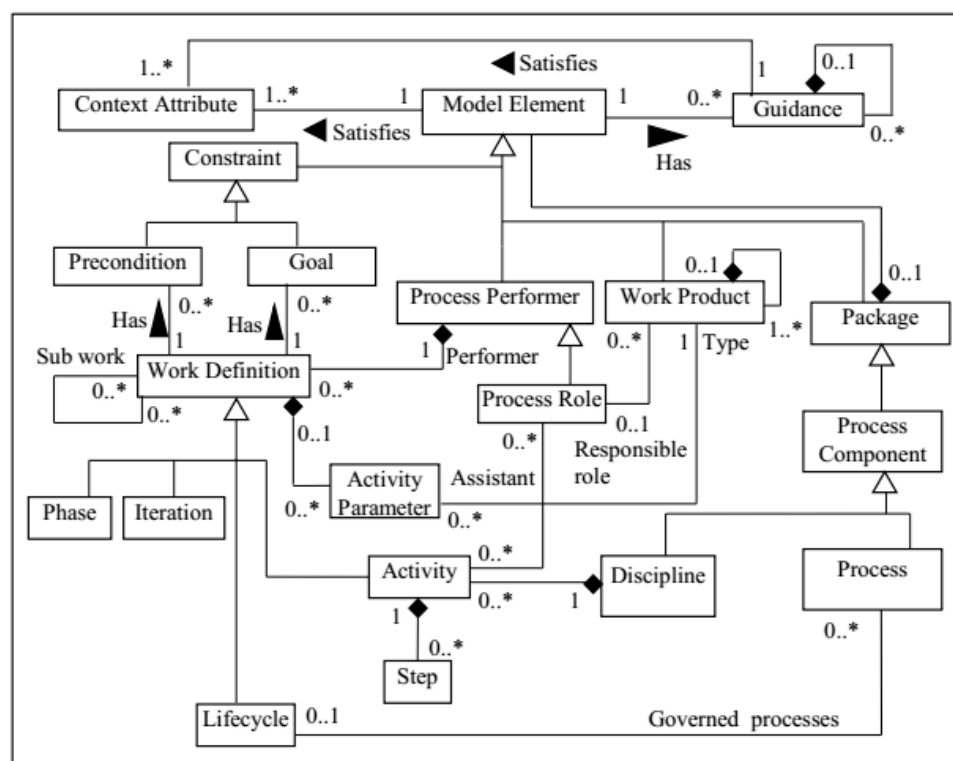 Satisfies
1..*
1
0..1
Context Attribute
1..*
1
Model Element
1
0..*
Guidance
0..*
Satisfies
Has
Constraint
Precondition
Goal
0..1
0..1
Process Performer
Work Product
Package
0..*
0..*
Has
Has
1
1
1
Performer
0..*
1
Type
1..*
Sub work
Work Definition
0..*
0..*
0..*
Process Role
0..1
0..1
0..*
Responsible
role
Process
Component
Activity
Parameter
Assistant
0..*
0..*
Phase
Iteration
0..*
Activity
0..*
1
Discipline
Process
1
0..*
0..*
Step
Lifecycle
0..1
Governed processes